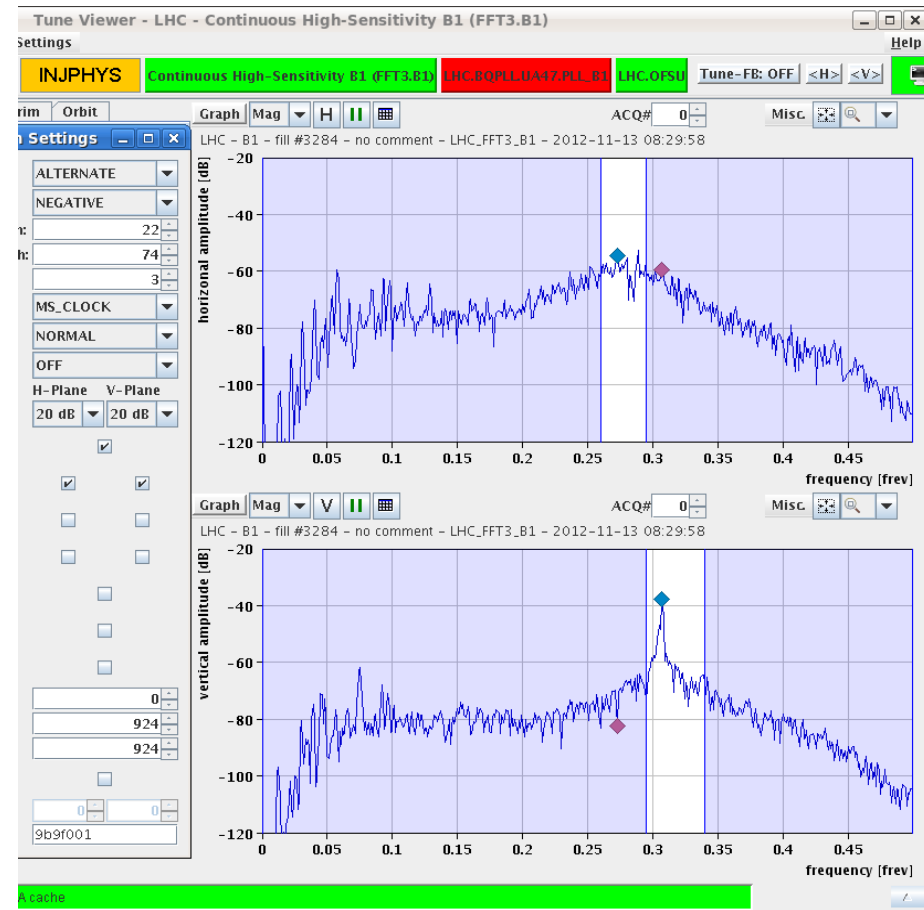 Tune Viewer - LHC - Continuous High-Sensitivity B1 (FFT3.B1)
Settings Help
INJPHYS Continuous High-Sensitivity B1 (FFT3.B1) LHC.BQPLL.UA47.PLL_B1 LHC.OFSU Tune-FB: OFF <H> <V>
rim Orbit
Settings
ALTERNATE
NEGATIVE
22
h: 74
3
MS_CLOCK
NORMAL
OFF
H-Plane V-Plane
20 dB 20 dB
0
924
924
0 0
9b9f001
A cache
Graph Mag H ACQ# 0 Misc.
LHC - B1 - fill #3284 - no comment - LHC_FFT3_B1 - 2012-11-13 08:29:58
horizonal amplitude [dB]
-20
-40
-60
-80
-100
-120
0 0.05 0.1 0.15 0.2 0.25 0.3 0.35 0.4 0.45
frequency [frev]
Graph Mag V ACQ# 0 Misc.
LHC - B1 - fill #3284 - no comment - LHC_FFT3_B1 - 2012-11-13 08:29:58
vertical amplitude [dB]
-20
-40
-60
-80
-100
-120
0 0.05 0.1 0.15 0.2 0.25 0.3 0.35 0.4 0.45
frequency [frev]